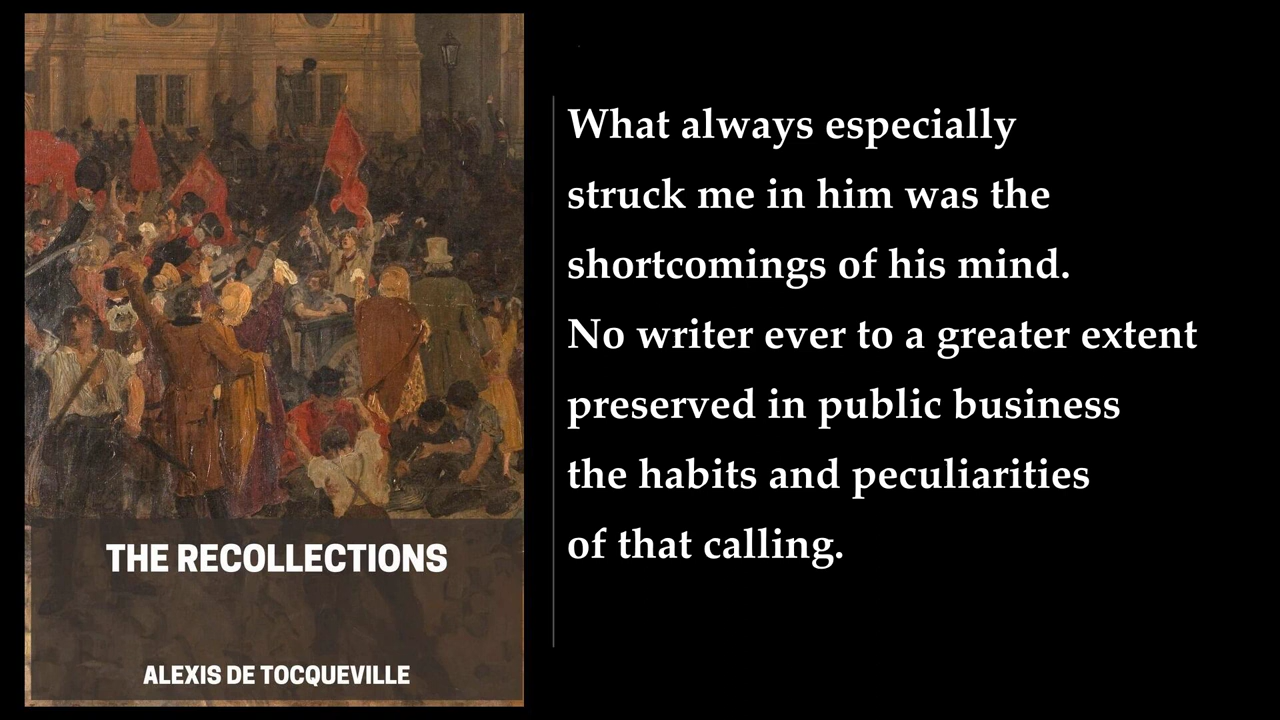 THE RECOLLECTIONS
ALEXIS DE TOCQUEVILLE
What always especially
struck me in him was the
shortcomings of his mind.
No writer ever to a greater extent
preserved in public business
the habits and peculiarities
of that calling.